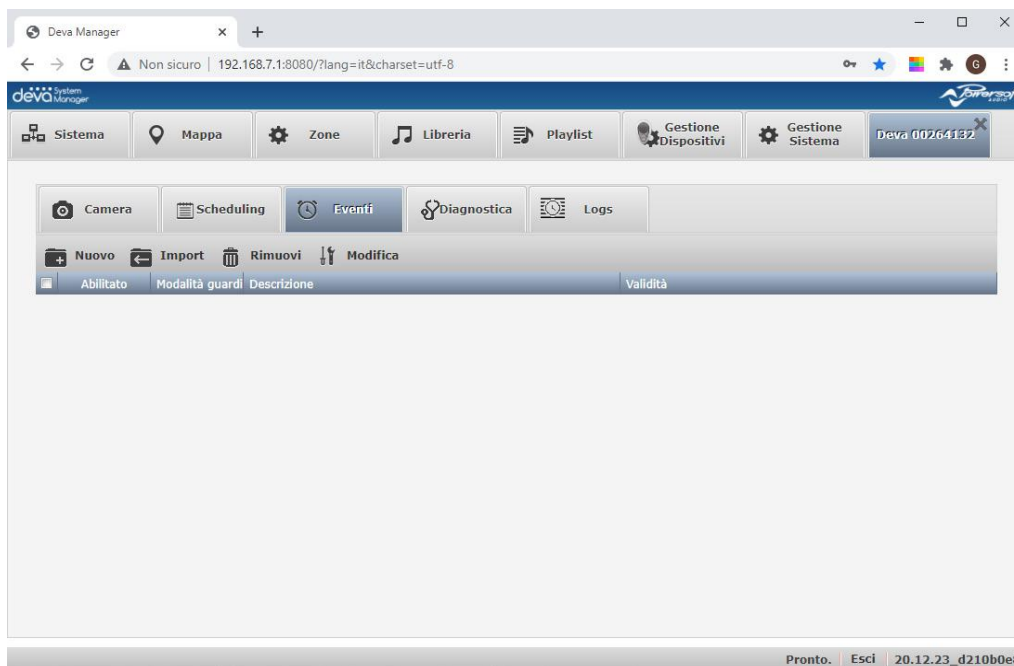 Deva Manager
Non sicuro | 192.168.7.1:8080/?lang=it&charset=utf-8
G
deva System Manager
Powersoft audio
Sistema Mappa Zone Libreria Playlist Gestione Dispositivi Gestione Sistema Deva 00264132
Camera Scheduling Eventi Diagnostica Logs
Nuovo Import Rimuovi Modifica
Abilitato Modalità guardi Descrizione Validità
Pronto. Esci 20.12.23_d210b0e